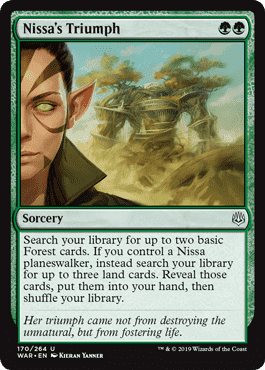 Nissa's Triumph
Sorcery
Search your library for up to two basic
Forest cards. If you control a Nissa
planeswalker, instead search your library
for up to three land cards. Reveal those
cards, put them into your hand, then
shuffle your library.
Her triumph came not from destroying the
unnatural, but from fostering life.
170/264 U
WAR • EN KIERAN YANNER
™ & © 2019 Wizards of the Coast